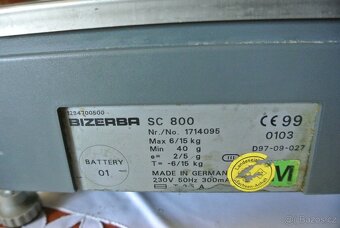 1294700500
BIZERBA SC 800
Nr./No. 1714095
Max 6/15 kg
Min 40 g
e= 2/5 g
T= -6/15 kg
CE 99
0103
D97-09-027
BATTERY
01
M
MADE IN GERMANY
230V 50Hz 300mA